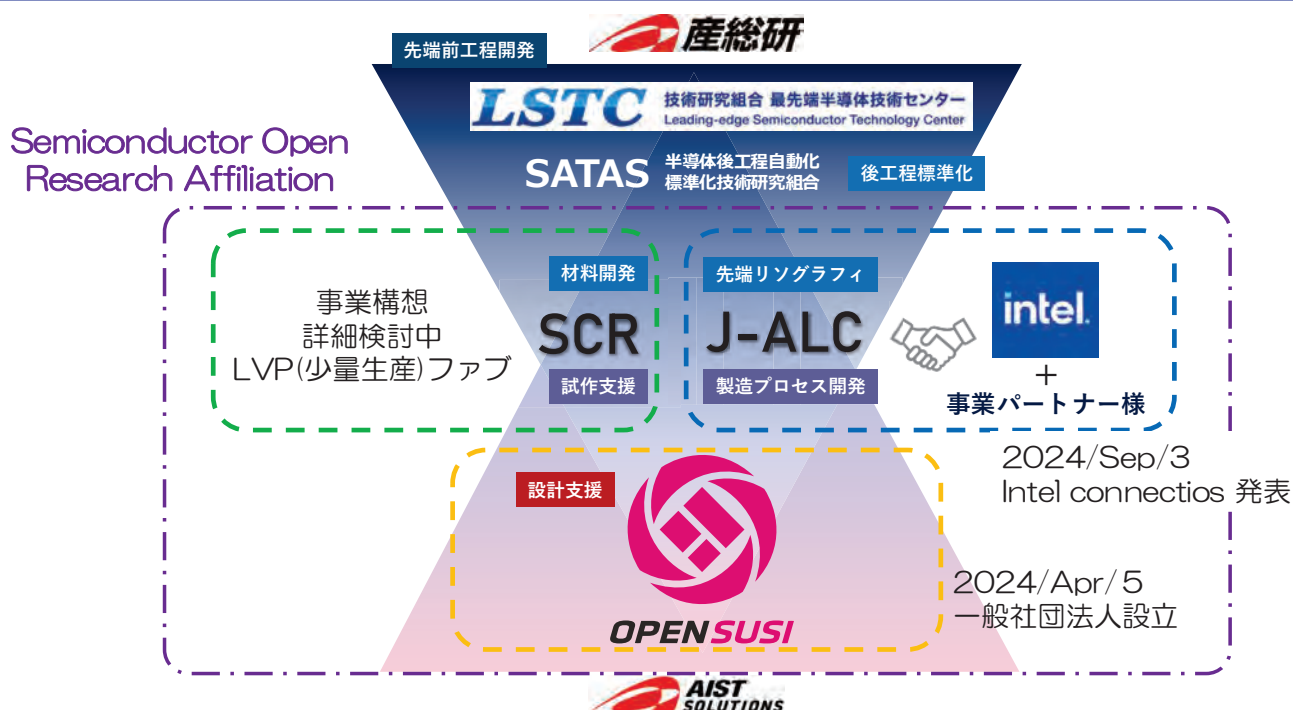 産総研
先端前工程開発
LSTC 技術研究組合 最先端半導体技術センター
Leading-edge Semiconductor Technology Center
Semiconductor Open
Research Affiliation
SATAS 半導体後工程自動化
標準化技術研究組合
後工程標準化
事業構想
詳細検討中
LVP(少量生産)ファブ
材料開発
SCR
試作支援
先端リソグラフィ
J-ALC
製造プロセス開発
intel.
+
事業パートナー様
2024/Sep/3
Intel connectios 発表
設計支援
OPENSUSI
2024/Apr/5
一般社団法人設立
AIST
SOLUTIONS